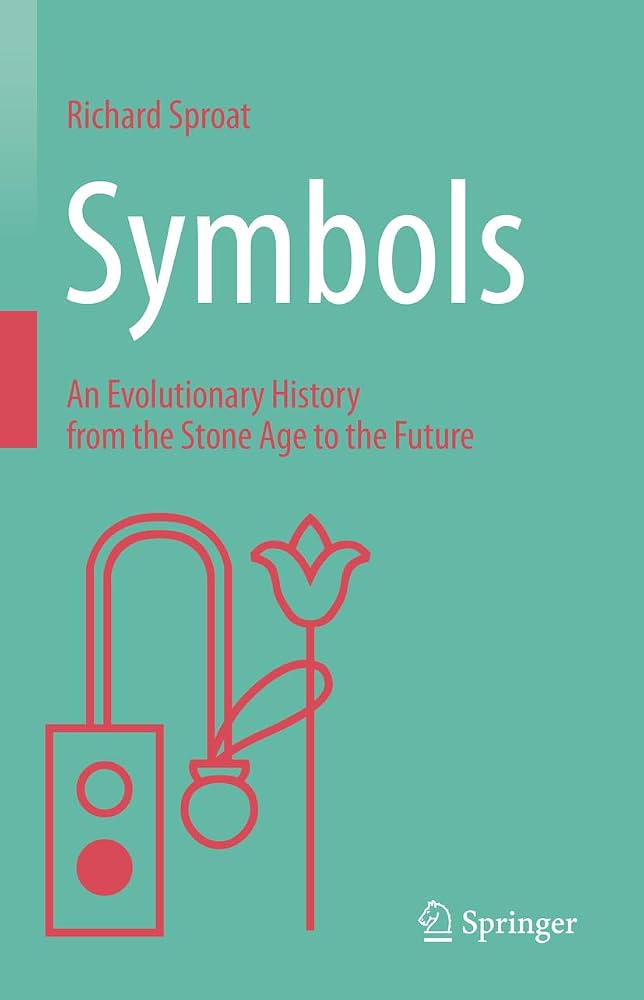 Richard Sproat
Symbols
An Evolutionary History
from the Stone Age to the Future
Springer